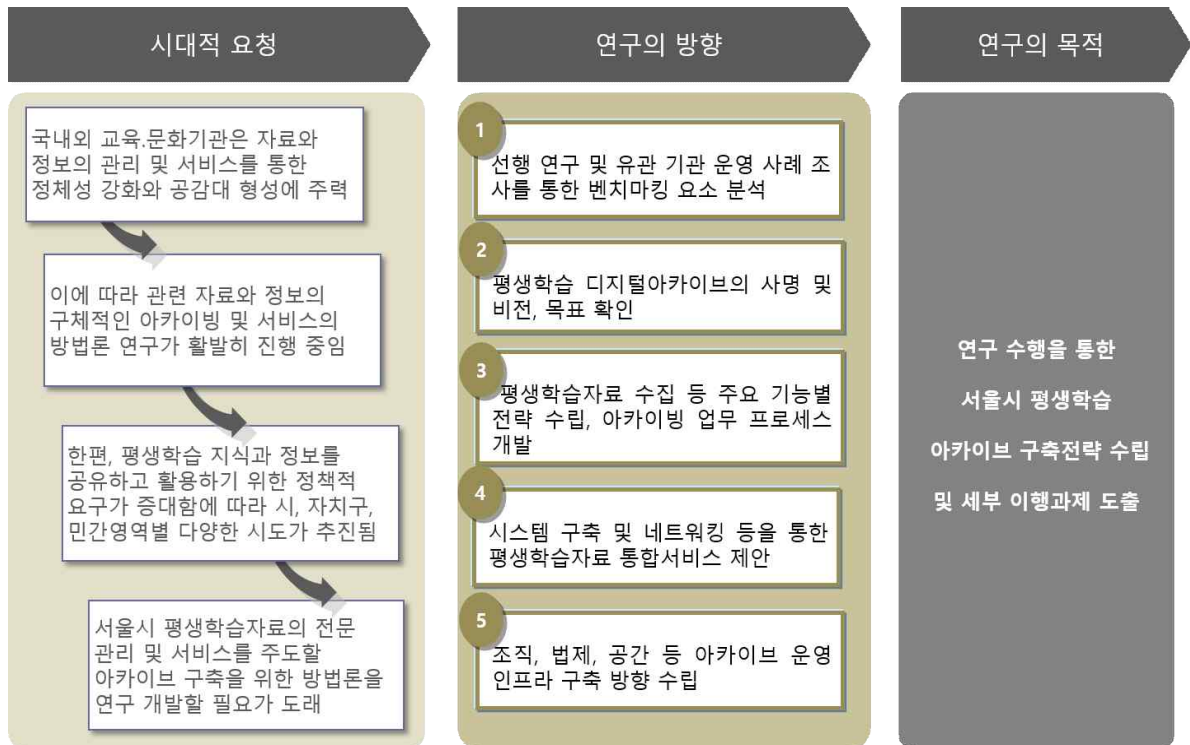 시대적 요청
국내외 교육.문화기관은 자료와
정보의 관리 및 서비스를 통한
정체성 강화와 공감대 형성에 주력
이에 따라 관련 자료와 정보의
구체적인 아카이빙 및 서비스의
방법론 연구가 활발히 진행 중임
한편, 평생학습 지식과 정보를
공유하고 활용하기 위한 정책적
요구가 증대함에 따라 시, 자치구,
민간영역별 다양한 시도가 추진됨
서울시 평생학습자료의 전문
관리 및 서비스를 주도할
아카이브 구축을 위한 방법론을
연구 개발할 필요가 도래
연구의 방향
1
선행 연구 및 유관 기관 운영 사례 조
사를 통한 벤치마킹 요소 분석
2
평생학습 디지털아카이브의 사명 및
비전, 목표 확인
3
평생학습자료 수집 등 주요 기능별
전략 수립, 아카이빙 업무 프로세스
개발
4
시스템 구축 및 네트워킹 등을 통한
평생학습자료 통합서비스 제안
5
조직, 법제, 공간 등 아카이브 운영
인프라 구축 방향 수립
연구의 목적
연구 수행을 통한
서울시 평생학습
아카이브 구축전략 수립
및 세부 이행과제 도출